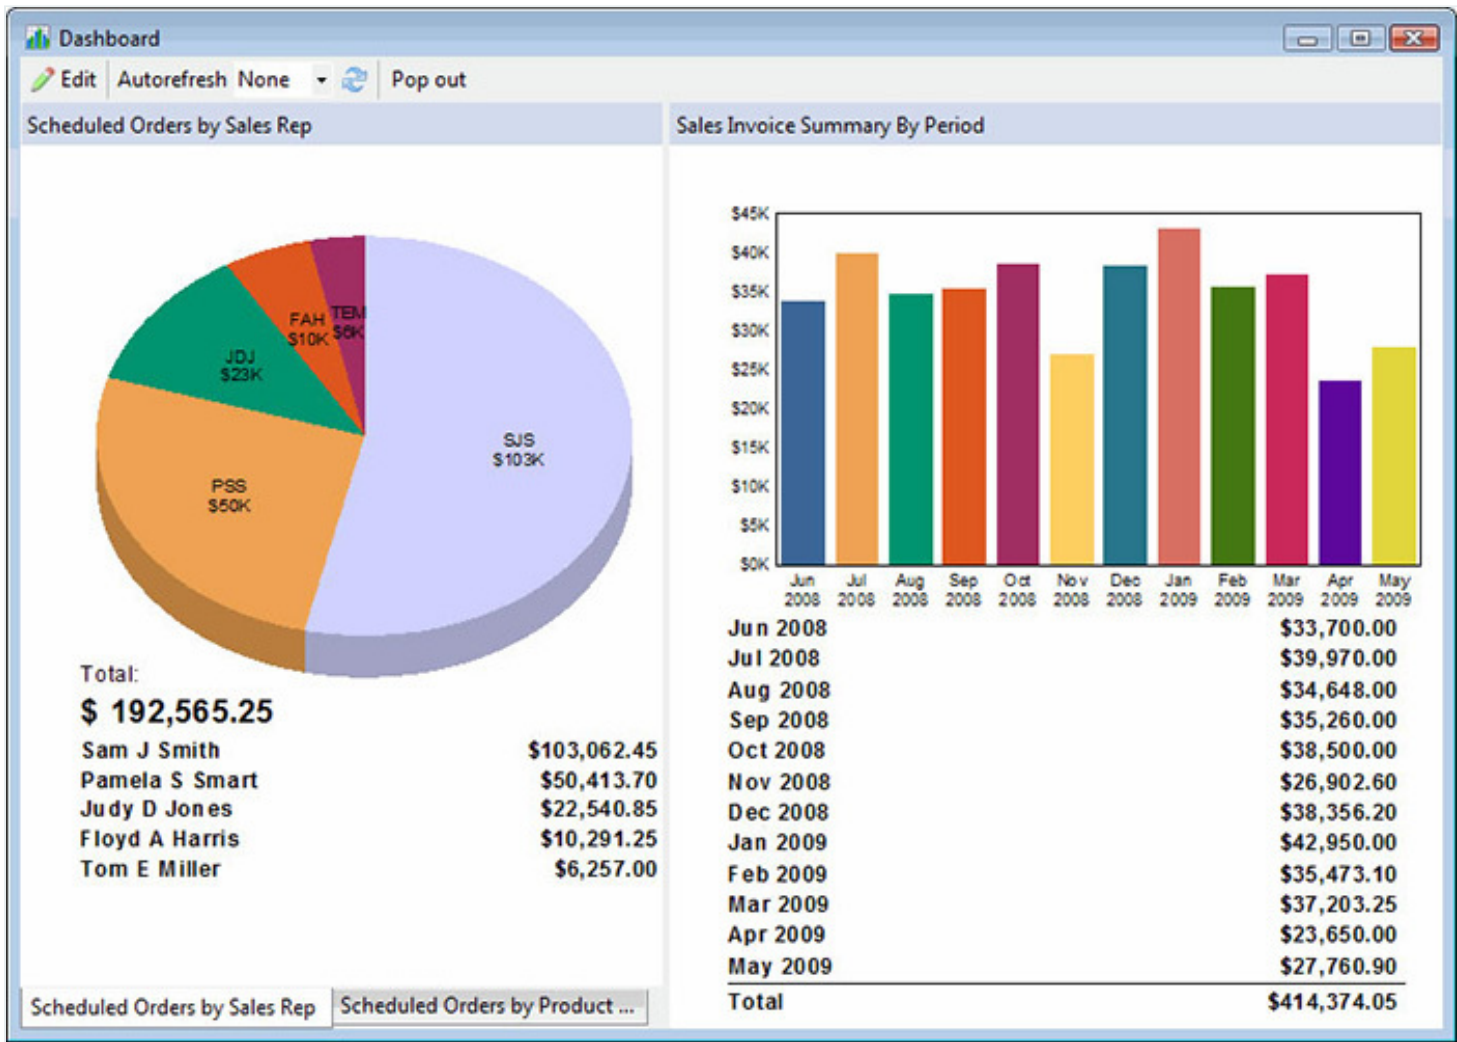 Dashboard
Edit Autorefresh None Pop out
Scheduled Orders by Sales Rep
SJS
$103K
PSS
$50K
JDJ
$23K
FAH
$10K
TEM
$6K
Total:
$ 192,565.25
Sam J Smith $103,062.45
Pamela S Smart $50,413.70
Judy D Jones $22,540.85
Floyd A Harris $10,291.25
Tom E Miller $6,257.00
Scheduled Orders by Sales Rep Scheduled Orders by Product ...
Sales Invoice Summary By Period
$45K
$40K
$35K
$30K
$25K
$20K
$15K
$10K
$5K
$0K
Jun Jul Aug Sep Oct Nov Dec Jan Feb Mar Apr May
2008 2008 2008 2008 2008 2008 2008 2009 2009 2009 2009 2009
Jun 2008 $33,700.00
Jul 2008 $39,970.00
Aug 2008 $34,648.00
Sep 2008 $35,260.00
Oct 2008 $38,500.00
Nov 2008 $26,902.60
Dec 2008 $38,356.20
Jan 2009 $42,950.00
Feb 2009 $35,473.10
Mar 2009 $37,203.25
Apr 2009 $23,650.00
May 2009 $27,760.90
Total $414,374.05